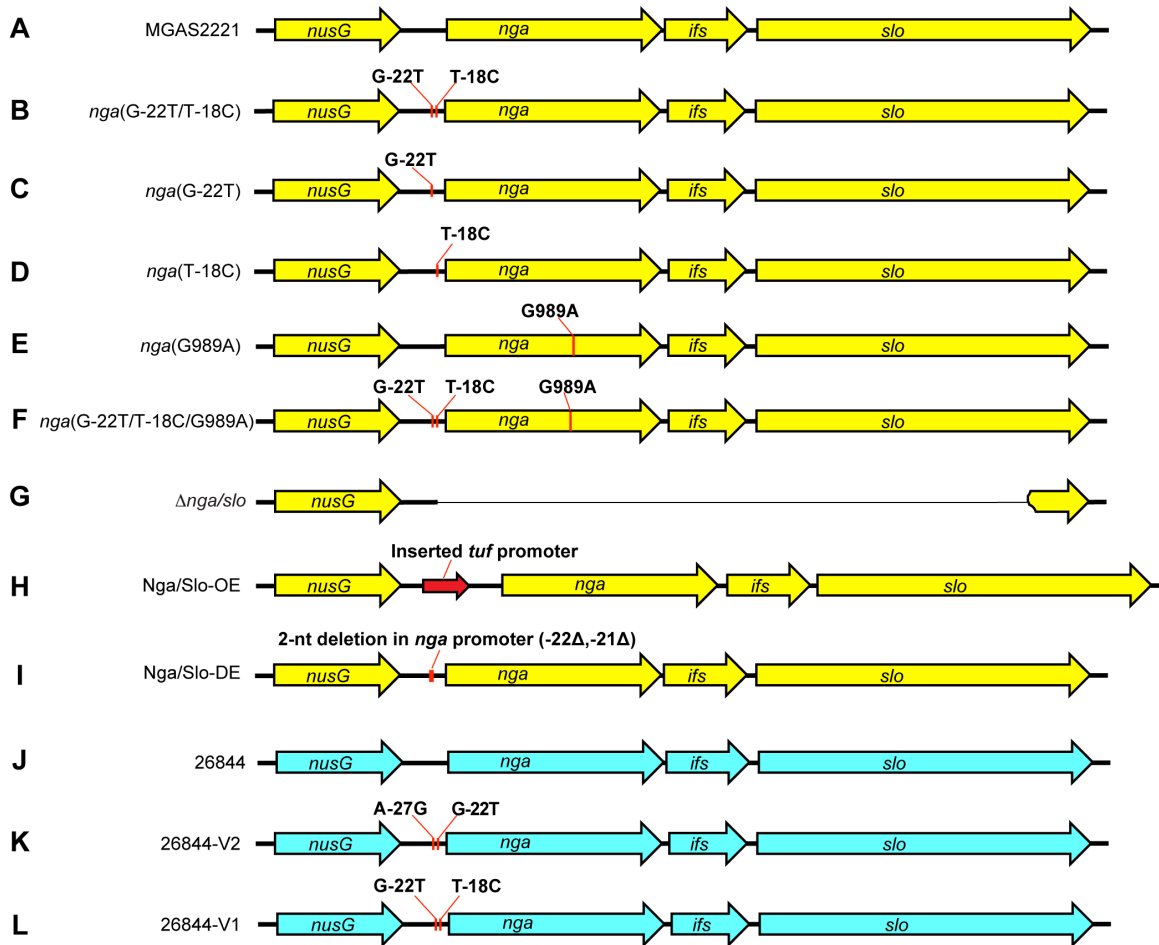 A MGAS2221 nusG nga ifs slo
G-22T T-18C
B nga(G-22T/T-18C) nusG nga ifs slo
G-22T
C nga(G-22T) nusG nga ifs slo
T-18C
D nga(T-18C) nusG nga ifs slo
G989A
E nga(G989A) nusG nga ifs slo
G-22T T-18C G989A
F nga(G-22T/T-18C/G989A) nusG nga ifs slo
G Δnga/slo nusG
Inserted tuf promoter
H Nga/Slo-OE nusG nga ifs slo
2-nt deletion in nga promoter (-22Δ,-21Δ)
I Nga/Slo-DE nusG nga ifs slo
J 26844 nusG nga ifs slo
A-27G G-22T
K 26844-V2 nusG nga ifs slo
G-22T T-18C
L 26844-V1 nusG nga ifs slo